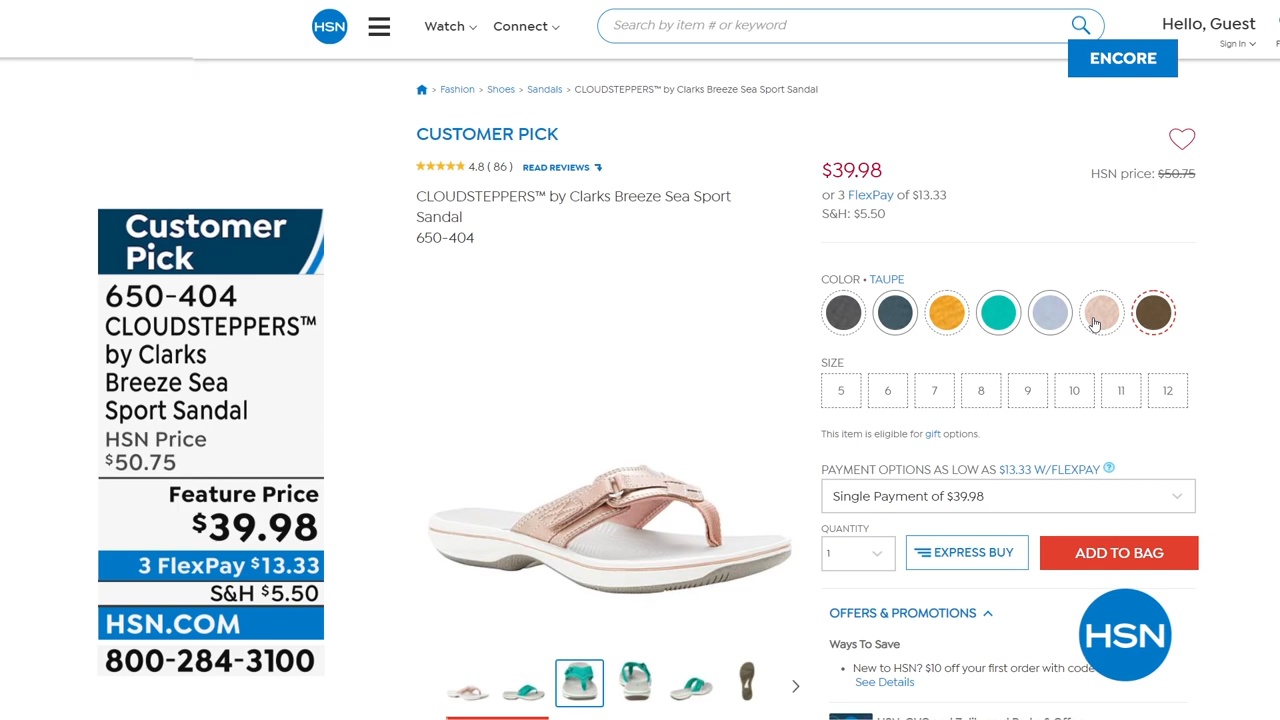 HSN
Watch
Connect
Search by item # or keyword
Hello, Guest
Sign In
ENCORE
> Fashion > Shoes > Sandals > CLOUDSTEPPERS™ by Clarks Breeze Sea Sport Sandal
CUSTOMER PICK
4.8 ( 86 ) READ REVIEWS
CLOUDSTEPPERS™ by Clarks Breeze Sea Sport
Sandal
650-404
$39.98
HSN price: $50.75
or 3 FlexPay of $13.33
S&H: $5.50
COLOR • TAUPE
SIZE
5 6 7 8 9 10 11 12
This item is eligible for gift options.
PAYMENT OPTIONS AS LOW AS $13.33 W/FLEXPAY ?
Single Payment of $39.98
QUANTITY
1
EXPRESS BUY
ADD TO BAG
OFFERS & PROMOTIONS
Ways To Save
• New to HSN? $10 off your first order with code
See Details
HSN
Customer
Pick
650-404
CLOUDSTEPPERS™
by Clarks
Breeze Sea
Sport Sandal
HSN Price
$50.75
Feature Price
$39.98
3 FlexPay $13.33
S&H $5.50
HSN.COM
800-284-3100